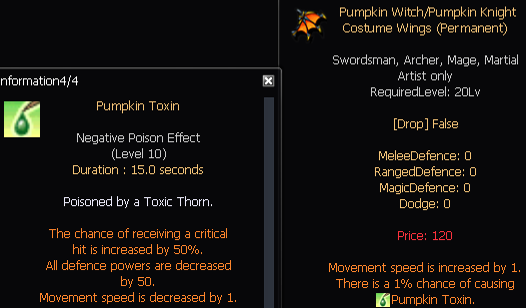 nformation4/4
Pumpkin Toxin
Negative Poison Effect
(Level 10)
Duration : 15.0 seconds
Poisoned by a Toxic Thorn.
The chance of receiving a critical
hit is increased by 50%.
All defence powers are decreased
by 50.
Movement speed is decreased by 1.
Pumpkin Witch/Pumpkin Knight
Costume Wings (Permanent)
Swordsman, Archer, Mage, Martial
Artist only
RequiredLevel: 20Lv
[Drop] False
MeleeDefence: 0
RangedDefence: 0
MagicDefence: 0
Dodge: 0
Price: 120
Movement speed is increased by 1.
There is a 1% chance of causing
Pumpkin Toxin.